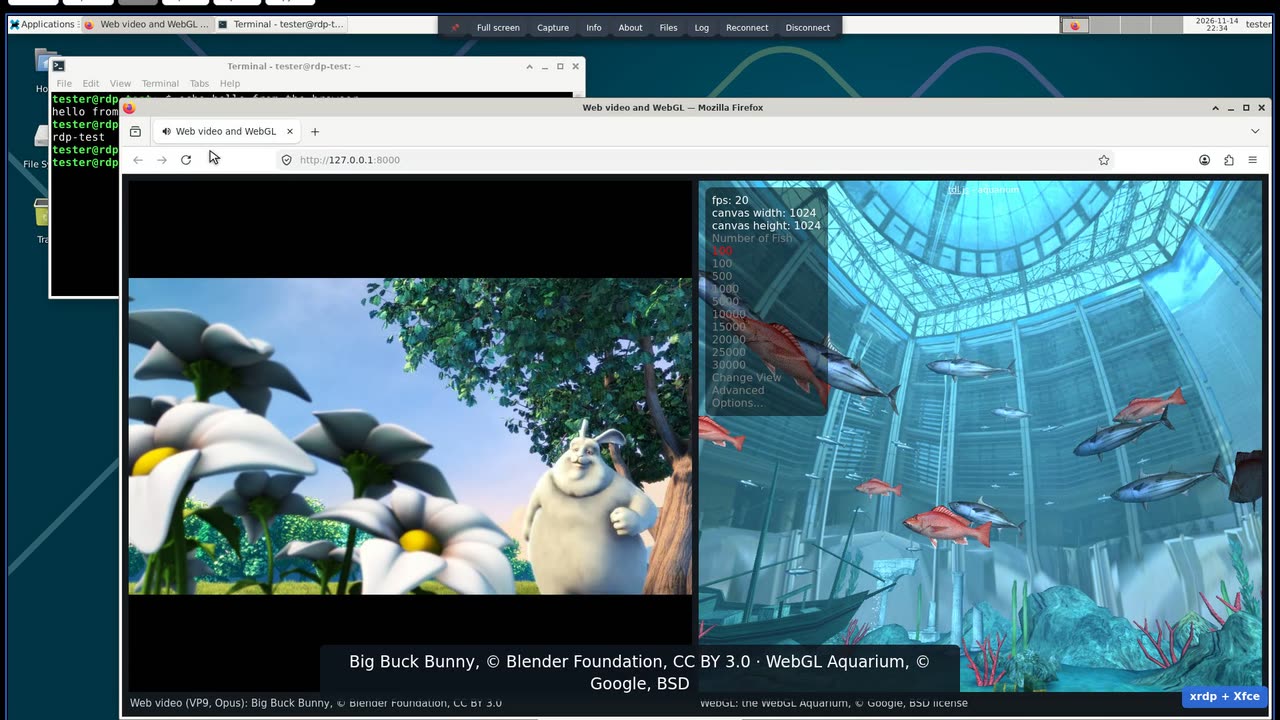 Applications
Web video and WebGL ...
Terminal - tester@rdp-t...
Full screen
Capture
Info
About
Files
Log
Reconnect
Disconnect
2026-11-14
22:34
tester
Terminal - tester@rdp-test: ~
File Edit View Terminal Tabs Help
hello from
tester@rdp
rdp-test
tester@rdp
tester@rdp
Web video and WebGL — Mozilla Firefox
Web video and WebGL
http://127.0.0.1:8000
fps: 20
canvas width: 1024
canvas height: 1024
Number of Fish
100
500
1000
5000
10000
15000
20000
25000
30000
Change View
Advanced
Options...
Big Buck Bunny, © Blender Foundation, CC BY 3.0 · WebGL Aquarium, ©
Google, BSD
Web video (VP9, Opus): Big Buck Bunny, © Blender Foundation, CC BY 3.0
WebGL: the WebGL Aquarium, © Google, BSD license
xrdp + Xfce